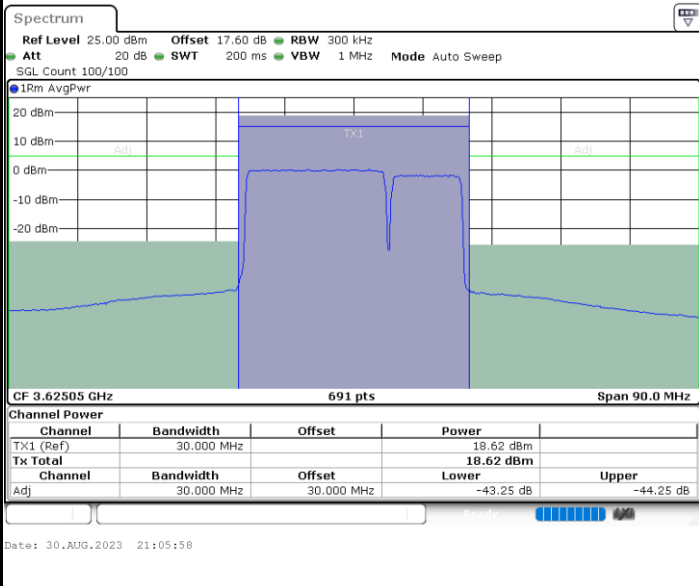 Spectrum
Ref Level 25.00 dBm Offset 17.60 dB RBW 300 kHz
Att 20 dB SWT 200 ms VBW 1 MHz Mode Auto Sweep
SGL Count 100/100
1Rm AvgPwr
20 dBm
TX1
10 dBm
Adj Adj
0 dBm
-10 dBm
-20 dBm
CF 3.62505 GHz 691 pts Span 90.0 MHz
Channel Power
Channel Bandwidth Offset Power
TX1 (Ref) 30.000 MHz 18.62 dBm
Tx Total 18.62 dBm
Channel Bandwidth Offset Lower Upper
Adj 30.000 MHz 30.000 MHz -43.25 dB -44.25 dB
Ready
Date: 30.AUG.2023 21:05:58